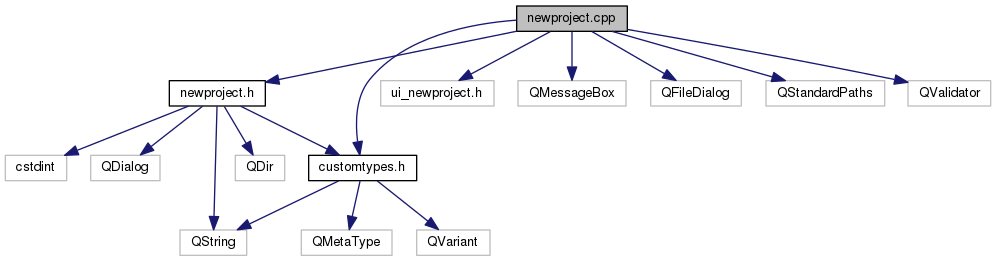 newproject.cpp
newproject.h
ui_newproject.h
QMessageBox
QFileDialog
QStandardPaths
QValidator
cstdint
QDialog
QDir
customtypes.h
QString
QMetaType
QVariant